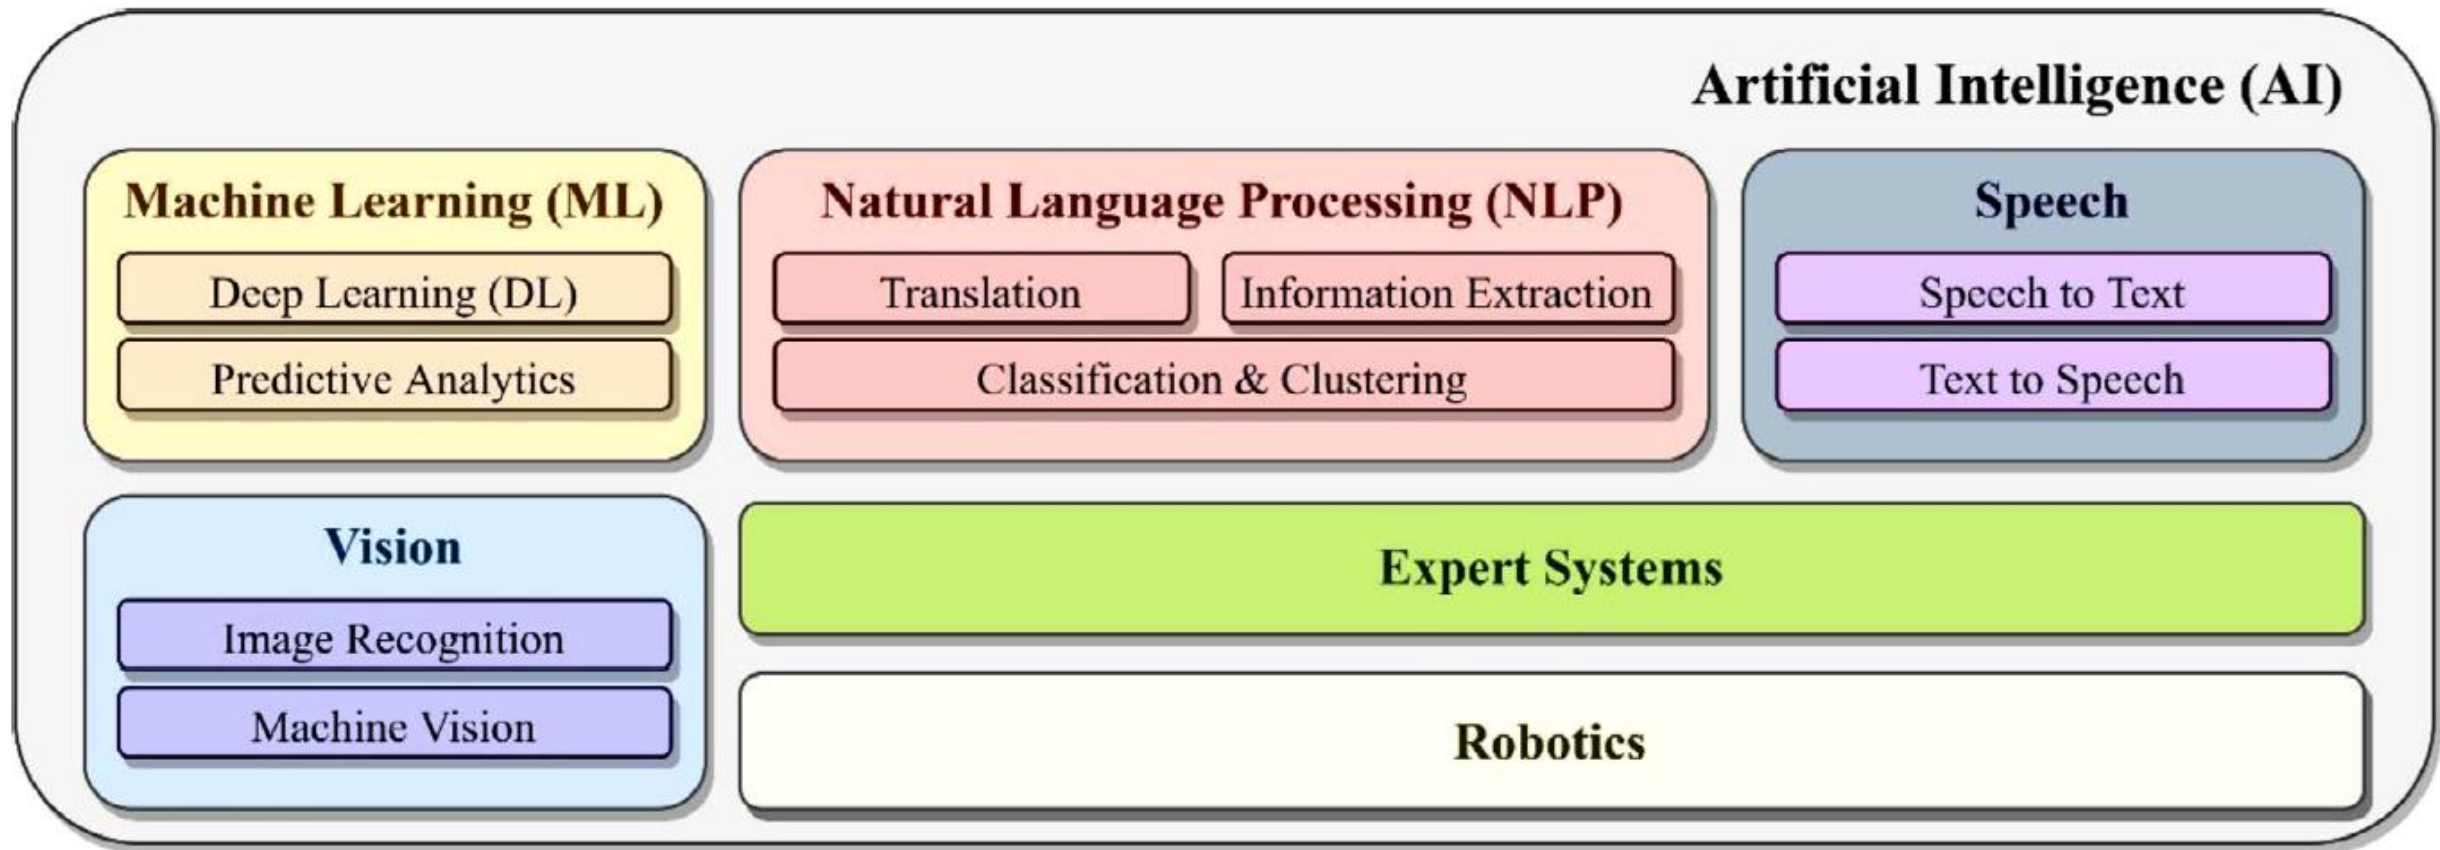 Artificial Intelligence (AI)
Machine Learning (ML)
Deep Learning (DL)
Predictive Analytics
Natural Language Processing (NLP)
Translation
Information Extraction
Classification & Clustering
Speech
Speech to Text
Text to Speech
Vision
Image Recognition
Machine Vision
Expert Systems
Robotics